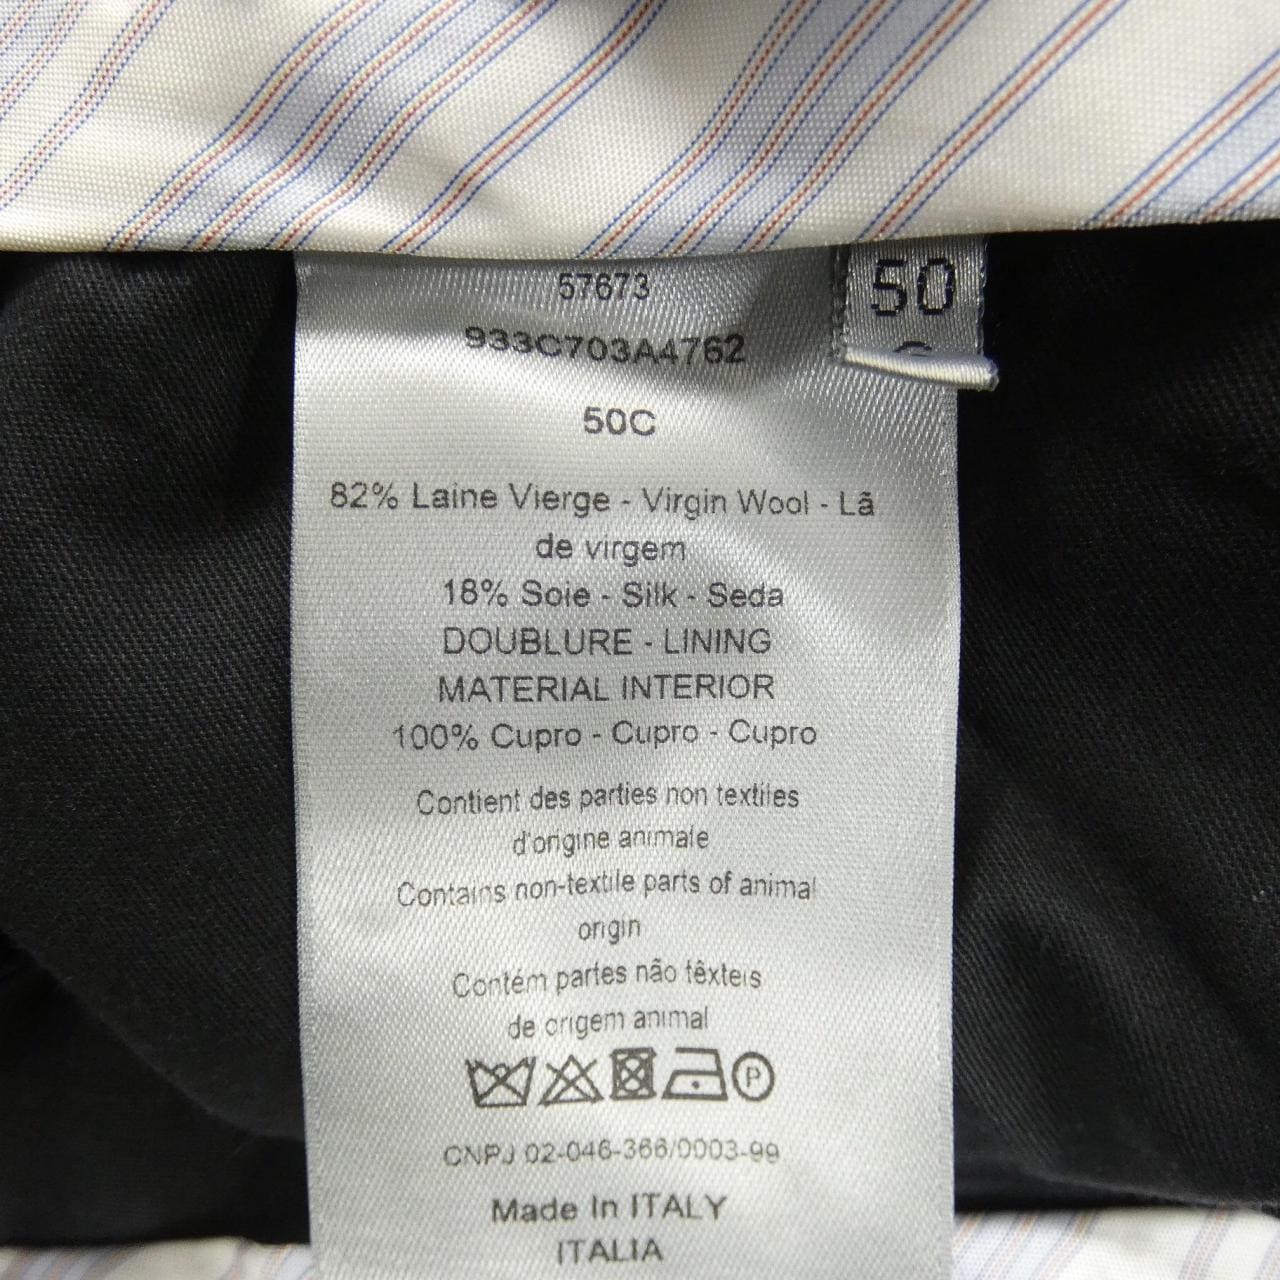 57673
50
933C703A4762
50C
82% Laine Vierge - Virgin Wool - Lã
de virgem
18% Soie - Silk - Seda
DOUBLURE - LINING
MATERIAL INTERIOR
100% Cupro - Cupro - Cupro
Contient des parties non textiles
d'origine animale
Contains non-textile parts of animal
origin
Contém partes não têxteis
de origem animal
P
CNPJ 02-046-366/0003-99
Made In ITALY
ITALIA